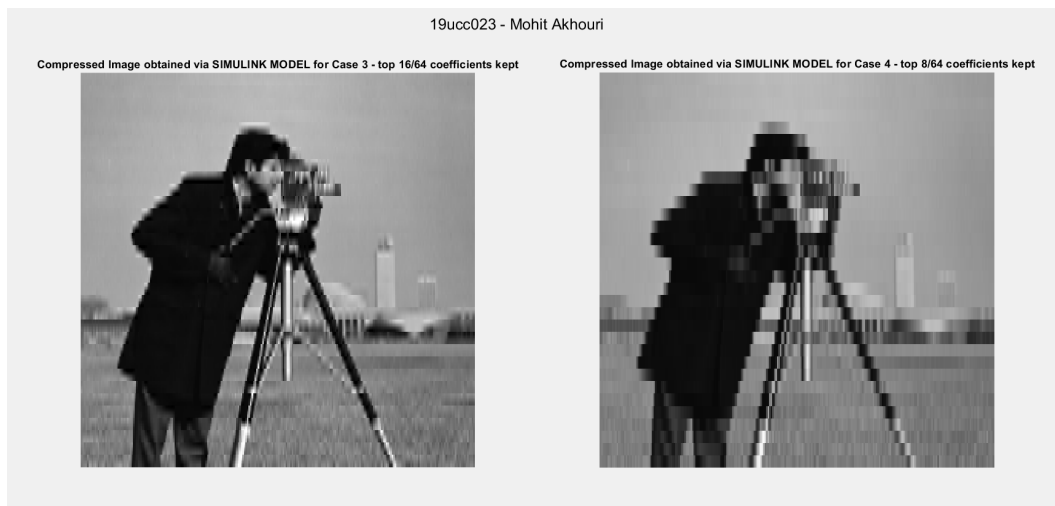 19ucc023 - Mohit Akhouri
Compressed Image obtained via SIMULINK MODEL for Case 3 - top 16/64 coefficients kept
Compressed Image obtained via SIMULINK MODEL for Case 4 - top 8/64 coefficients kept